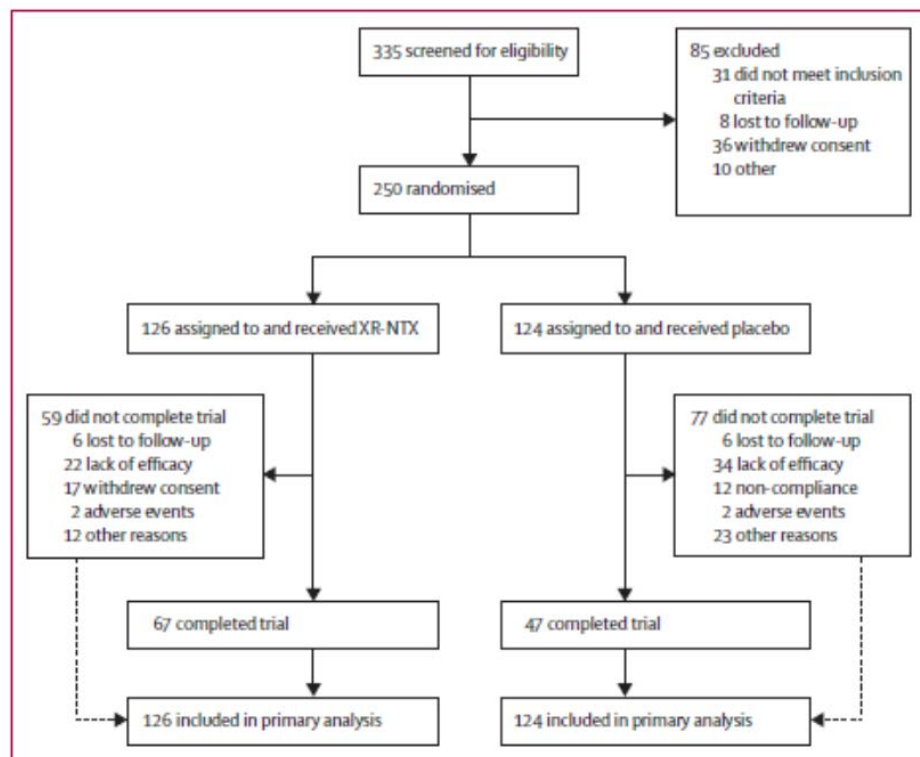 335 screened for eligibility
85 excluded
31 did not meet inclusion
criteria
8 lost to follow-up
36 withdrew consent
10 other
250 randomised
126 assigned to and received XR-NTX
124 assigned to and received placebo
59 did not complete trial
6 lost to follow-up
22 lack of efficacy
17 withdrew consent
2 adverse events
12 other reasons
77 did not complete trial
6 lost to follow-up
34 lack of efficacy
12 non-compliance
2 adverse events
23 other reasons
67 completed trial
47 completed trial
126 included in primary analysis
124 included in primary analysis